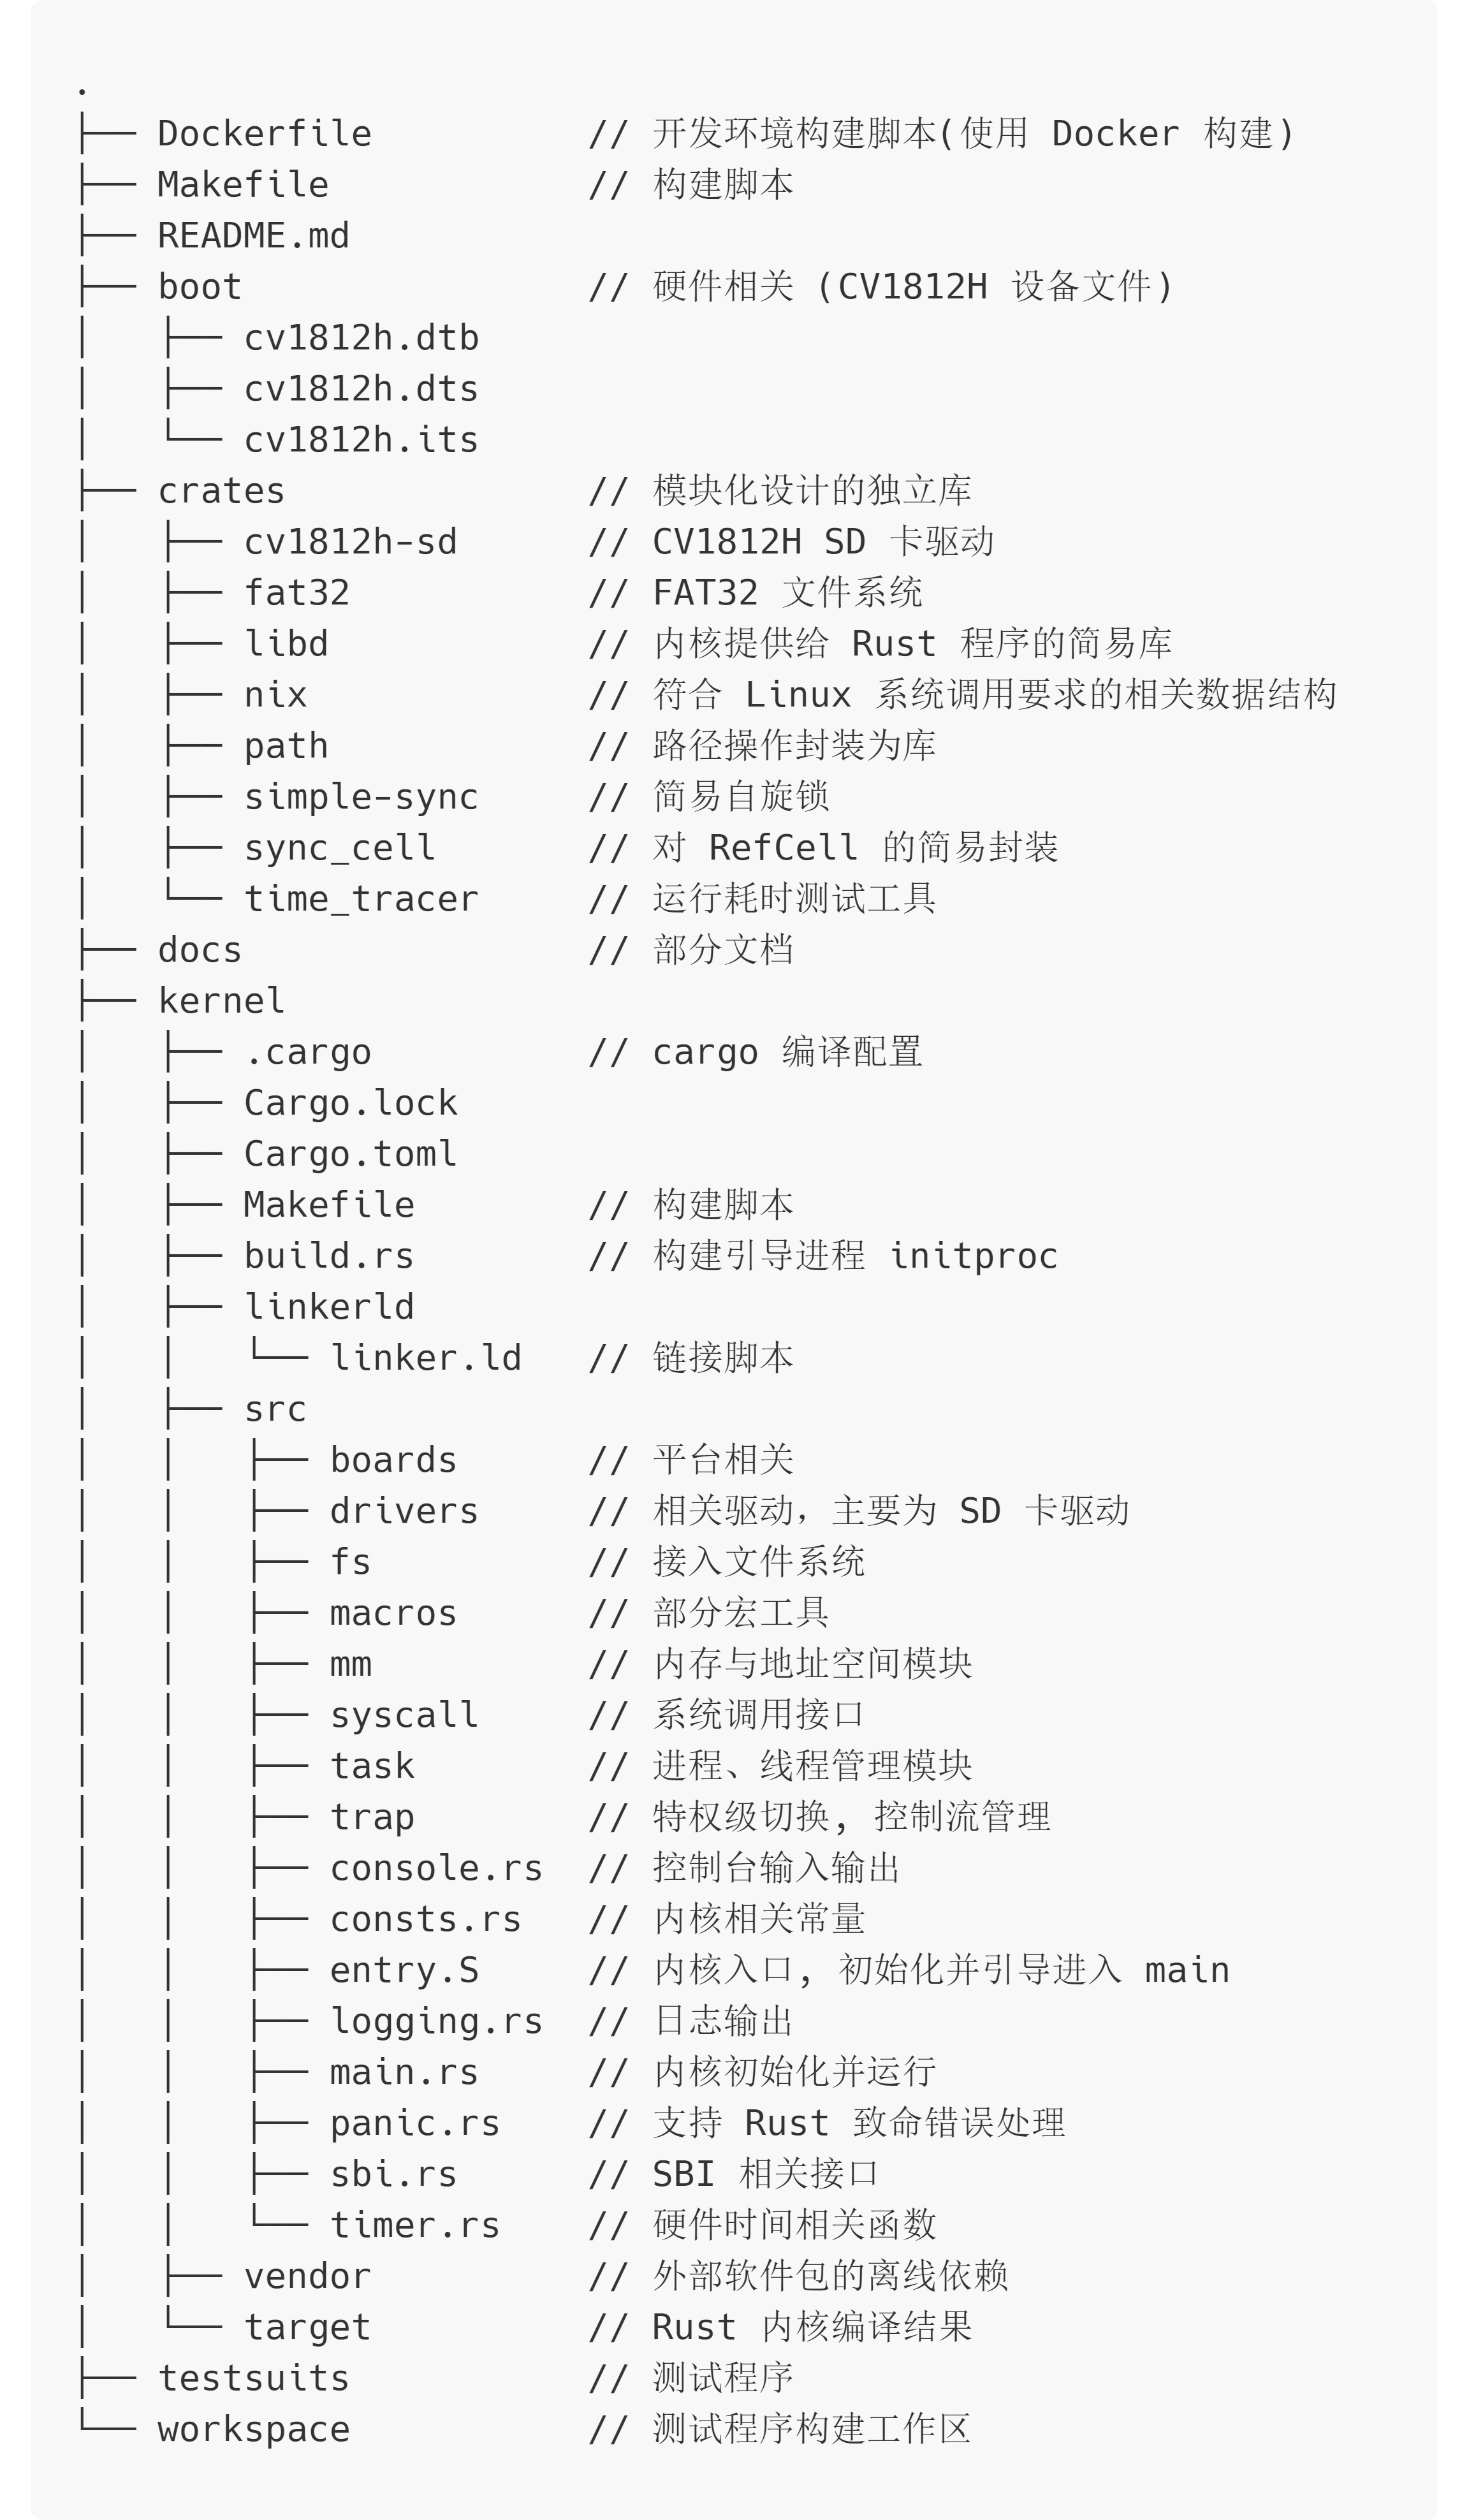 .
├── Dockerfile          // 开发环境构建脚本(使用 Docker 构建)
├── Makefile            // 构建脚本
├── README.md
├── boot                // 硬件相关 (CV1812H 设备文件)
│   ├── cv1812h.dtb
│   ├── cv1812h.dts
│   └── cv1812h.its
├── crates              // 模块化设计的独立库
│   ├── cv1812h-sd      // CV1812H SD 卡驱动
│   ├── fat32           // FAT32 文件系统
│   ├── libd            // 内核提供给 Rust 程序的简易库
│   ├── nix             // 符合 Linux 系统调用要求的相关数据结构
│   ├── path            // 路径操作封装为库
│   ├── simple-sync     // 简易自旋锁
│   ├── sync_cell       // 对 RefCell 的简易封装
│   └── time_tracer     // 运行耗时测试工具
├── docs                // 部分文档
├── kernel
│   ├── .cargo          // cargo 编译配置
│   ├── Cargo.lock
│   ├── Cargo.toml
│   ├── Makefile        // 构建脚本
│   ├── build.rs        // 构建引导进程 initproc
│   ├── linkerld
│   │   └── linker.ld   // 链接脚本
│   ├── src
│   │   ├── boards      // 平台相关
│   │   ├── drivers     // 相关驱动，主要为 SD 卡驱动
│   │   ├── fs          // 接入文件系统
│   │   ├── macros      // 部分宏工具
│   │   ├── mm          // 内存与地址空间模块
│   │   ├── syscall     // 系统调用接口
│   │   ├── task        // 进程、线程管理模块
│   │   ├── trap        // 特权级切换, 控制流管理
│   │   ├── console.rs  // 控制台输入输出
│   │   ├── consts.rs   // 内核相关常量
│   │   ├── entry.S     // 内核入口, 初始化并引导进入 main
│   │   ├── logging.rs  // 日志输出
│   │   ├── main.rs     // 内核初始化并运行
│   │   ├── panic.rs    // 支持 Rust 致命错误处理
│   │   ├── sbi.rs      // SBI 相关接口
│   │   └── timer.rs    // 硬件时间相关函数
│   ├── vendor          // 外部软件包的离线依赖
│   └── target          // Rust 内核编译结果
├── testsuits           // 测试程序
└── workspace           // 测试程序构建工作区